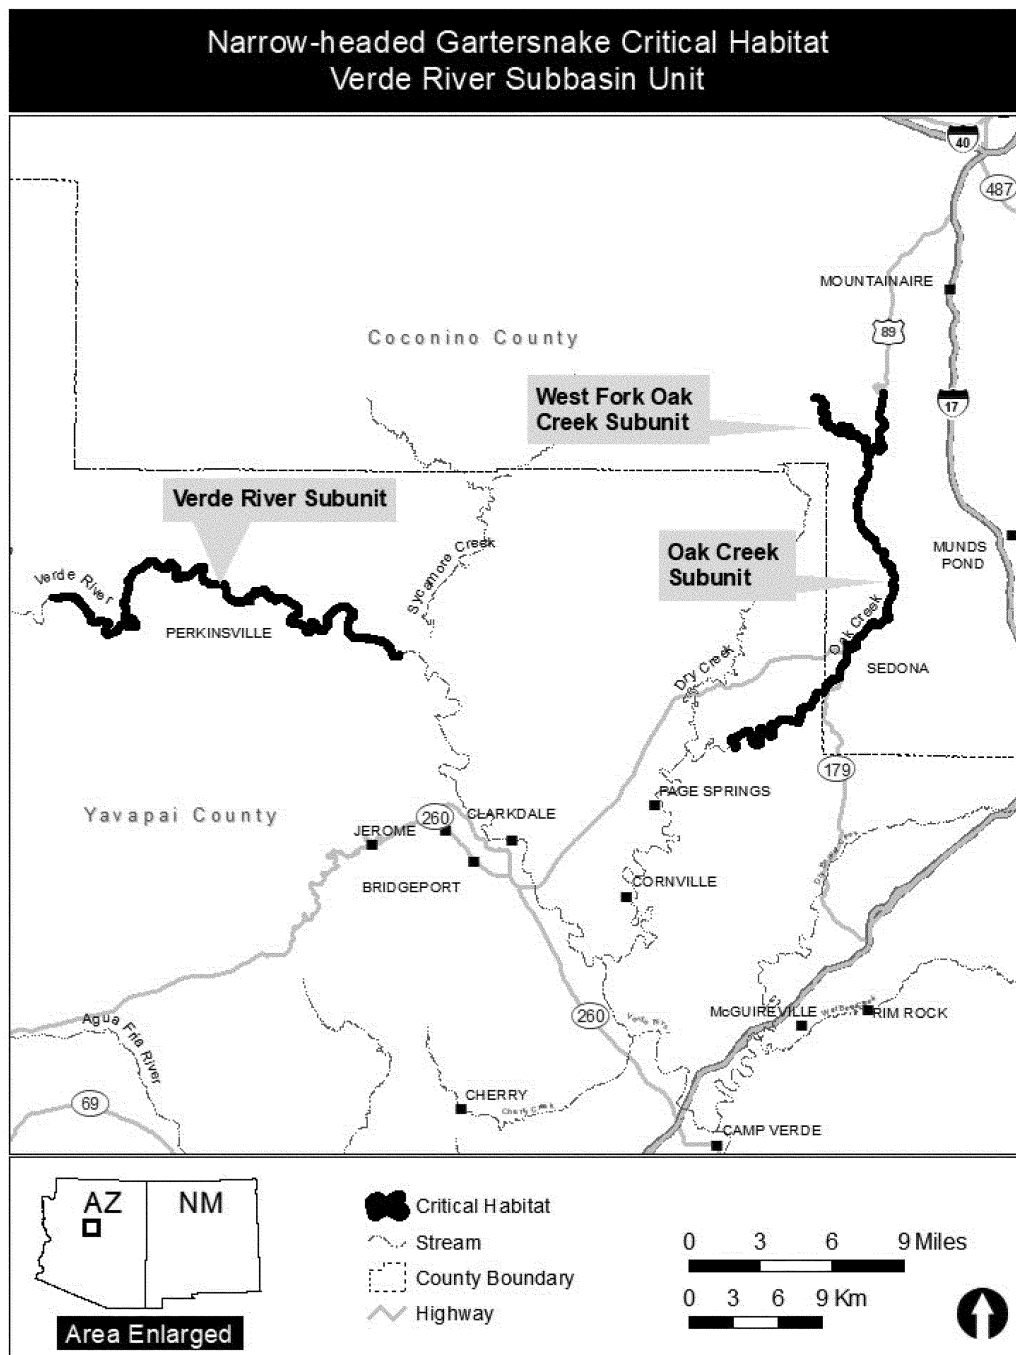 Narrow-headed Gartersnake Critical Habitat
Verde River Subbasin Unit
40
487
MOUNTAINAIRE
89
Coconino County
17
West Fork Oak
Creek Subunit
Verde River Subunit
Oak Creek
Subunit
MUNDS
POND
Sycamore Creek
Verde River
PERKINSVILLE
Oak Creek
SEDONA
Dry Creek
179
PAGE SPRINGS
Yavapai County
260
CLARKDALE
JEROME
BRIDGEPORT
CORNVILLE
260
McGUIREVILLE
RIM ROCK
Agua Fria River
69
CHERRY
Cherry Creek
CAMP VERDE
AZ
NM
Area Enlarged
Critical Habitat
Stream
County Boundary
Highway
0 3 6 9 Miles
0 3 6 9 Km